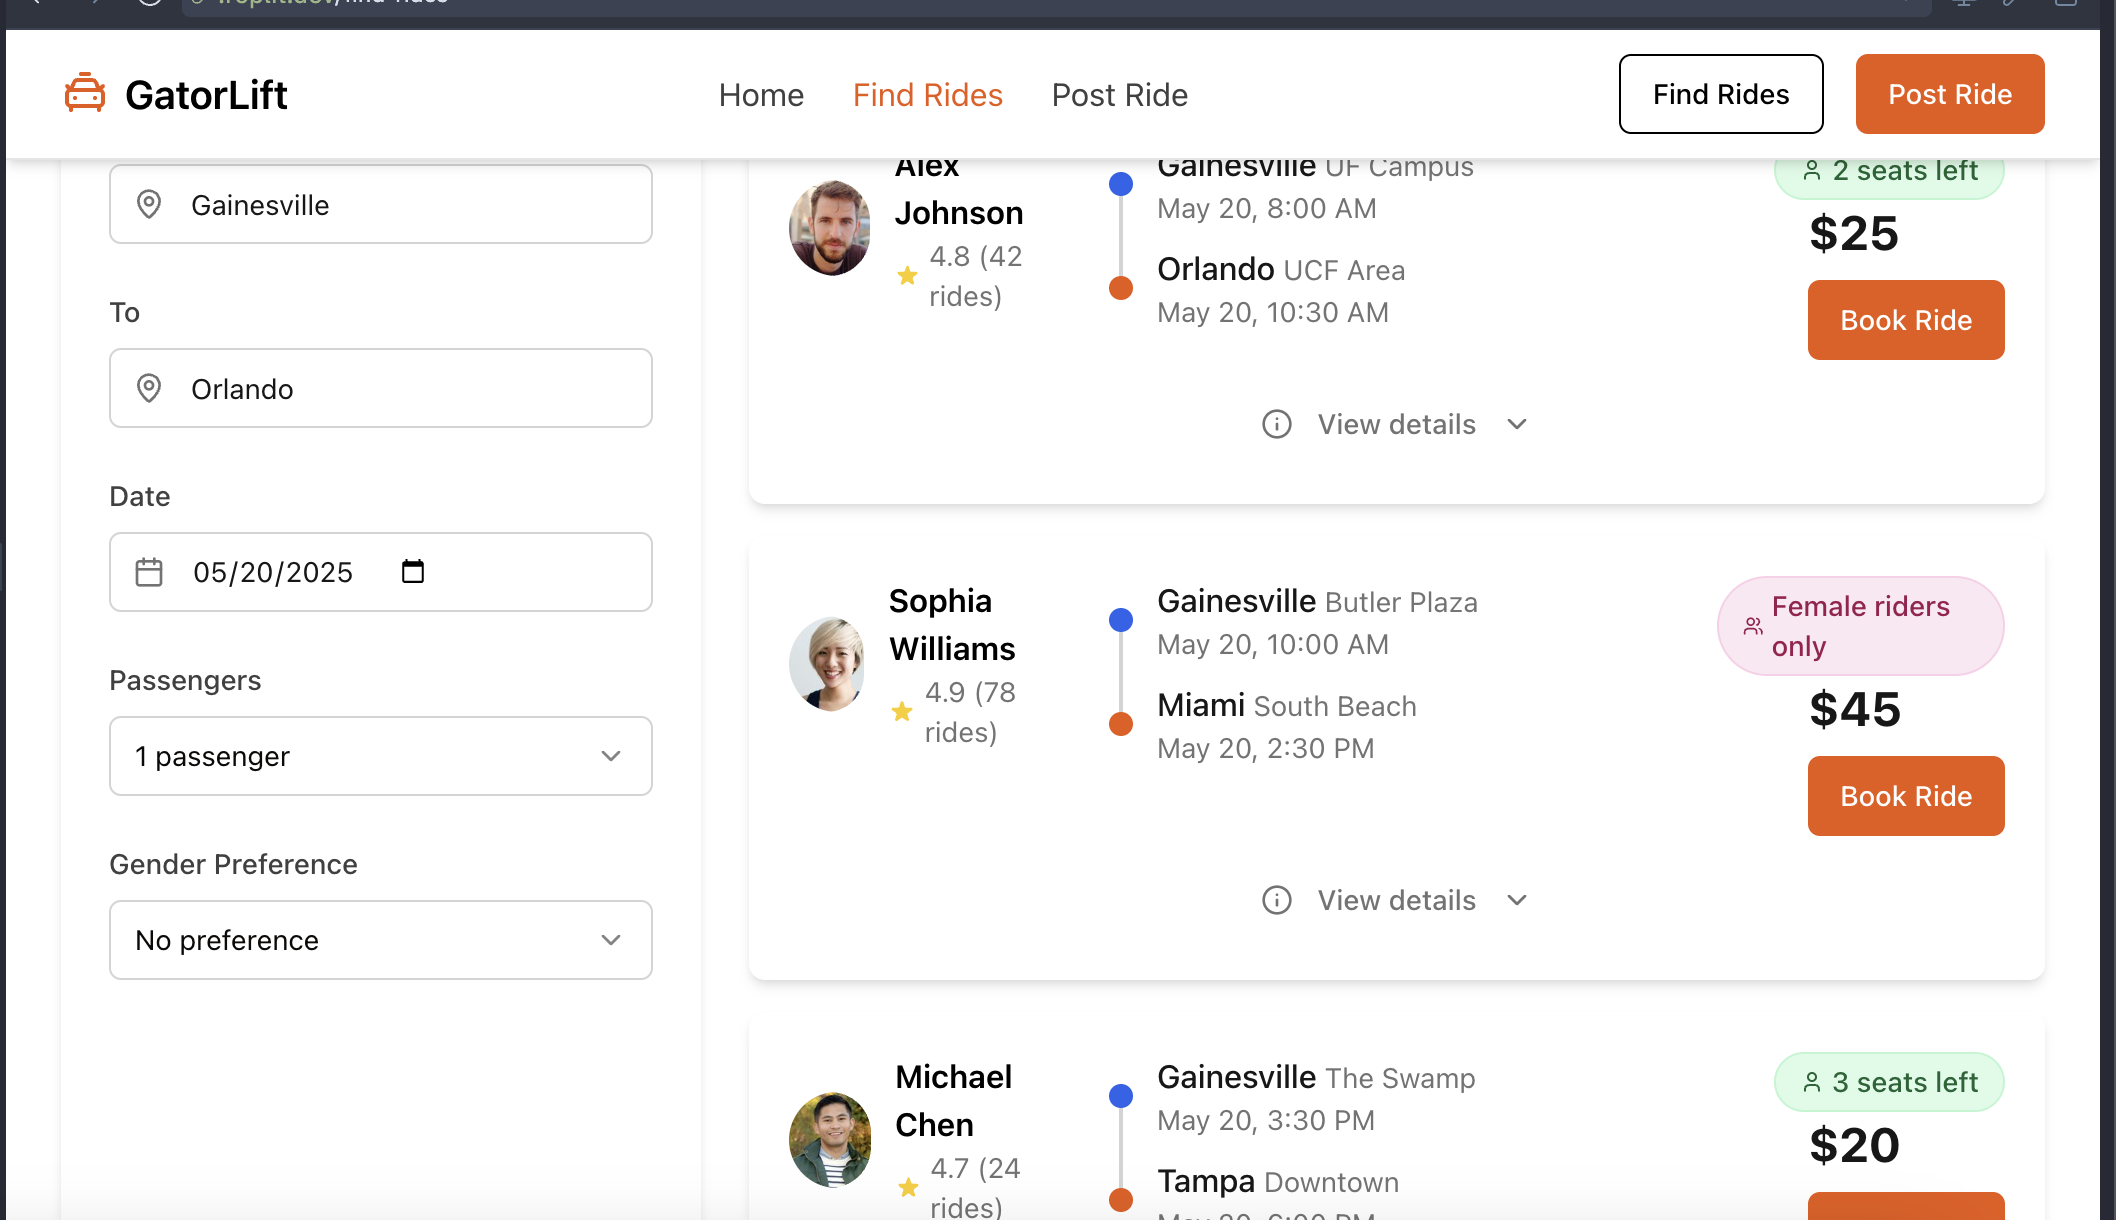 GatorLift
Home
Find Rides
Post Ride
Find Rides
Post Ride
Gainesville
To
Orlando
Date
05/20/2025
Passengers
1 passenger
Gender Preference
No preference
Alex
Johnson
4.8 (42
rides)
Gainesville UF Campus
May 20, 8:00 AM
Orlando UCF Area
May 20, 10:30 AM
2 seats left
$25
Book Ride
View details
Sophia
Williams
4.9 (78
rides)
Gainesville Butler Plaza
May 20, 10:00 AM
Miami South Beach
May 20, 2:30 PM
Female riders
only
$45
Book Ride
View details
Michael
Chen
4.7 (24
rides)
Gainesville The Swamp
May 20, 3:30 PM
Tampa Downtown
May 20, 6:00 PM
3 seats left
$20